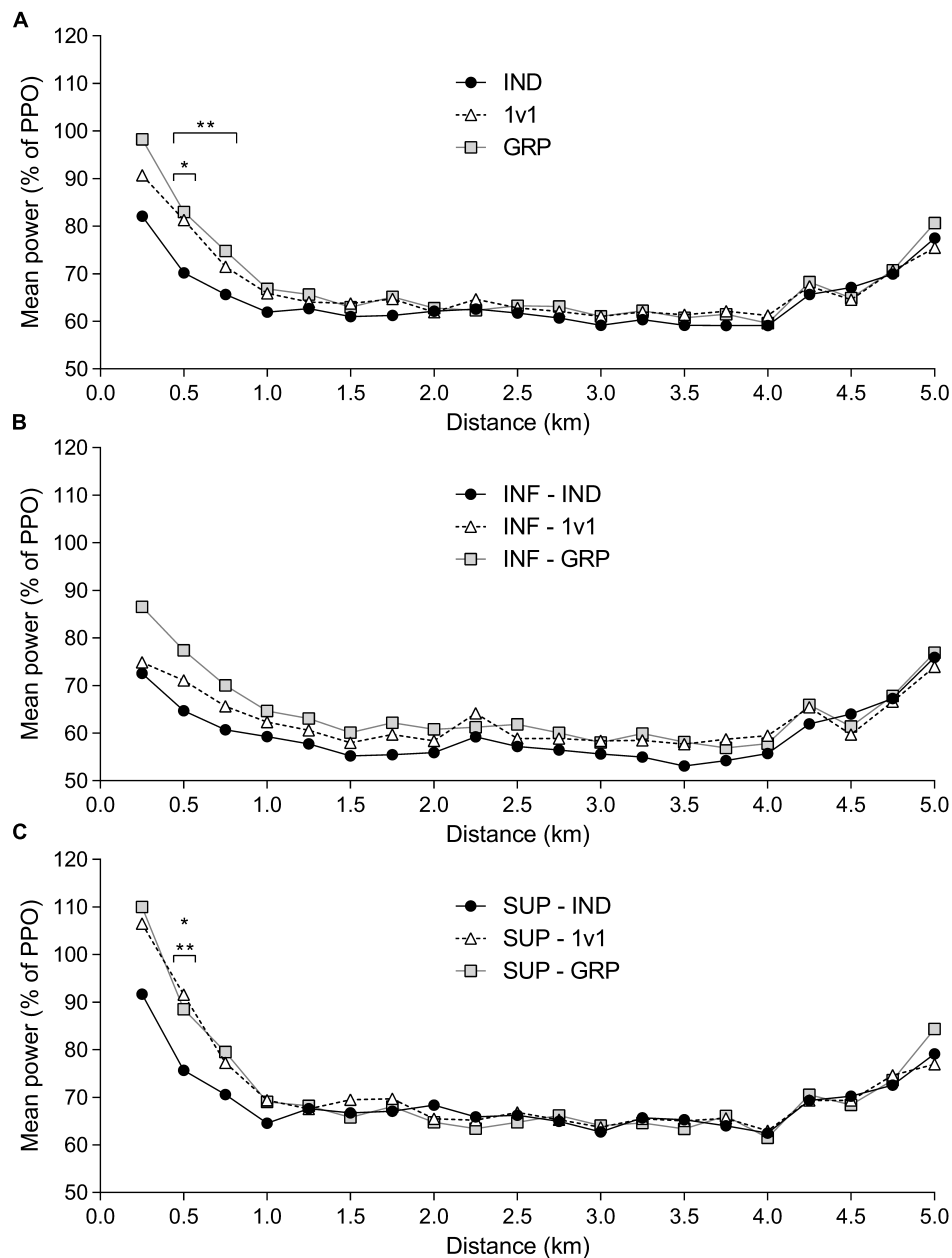 A
Mean power (% of PPO)
120
110
100
90
80
70
60
50
IND
1v1
GRP
**
*
0.0 0.5 1.0 1.5 2.0 2.5 3.0 3.5 4.0 4.5 5.0
Distance (km)
B
Mean power (% of PPO)
120
110
100
90
80
70
60
50
INF - IND
INF - 1v1
INF - GRP
0.0 0.5 1.0 1.5 2.0 2.5 3.0 3.5 4.0 4.5 5.0
Distance (km)
C
Mean power (% of PPO)
120
110
100
90
80
70
60
50
SUP - IND
SUP - 1v1
SUP - GRP
*
**
0.0 0.5 1.0 1.5 2.0 2.5 3.0 3.5 4.0 4.5 5.0
Distance (km)